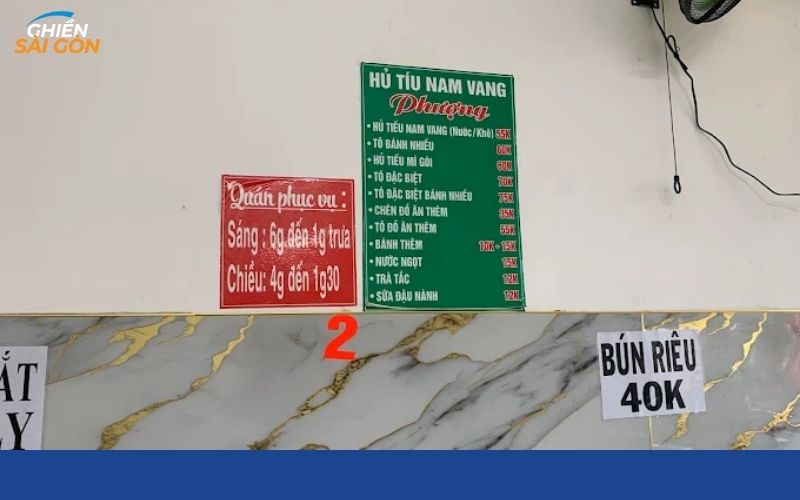 GHIỀN
SÀI GÒN
HỦ TÍU NAM VANG
Phượng
• HỦ TIẾU NAM VANG (Nước/Khô) 55K
• TÔ BÁNH NHIỀU 60K
• HỦ TIẾU MÌ GÓI 60K
• TÔ ĐẶC BIỆT 70K
• TÔ ĐẶC BIỆT BÁNH NHIỀU 75K
• CHÉN ĐỒ ĂN THÊM 35K
• TÔ ĐỒ ĂN THÊM 55K
• BÁNH THÊM 10K - 15K
• NƯỚC NGỌT 15K
• TRÀ TẮC 12K
• SỮA ĐẬU NÀNH 12K
Quán phục vụ :
Sáng : 6g đến 1g trưa
Chiều: 4g đến 1g30
2
BÚN RIÊU
40K
ẮT
LY